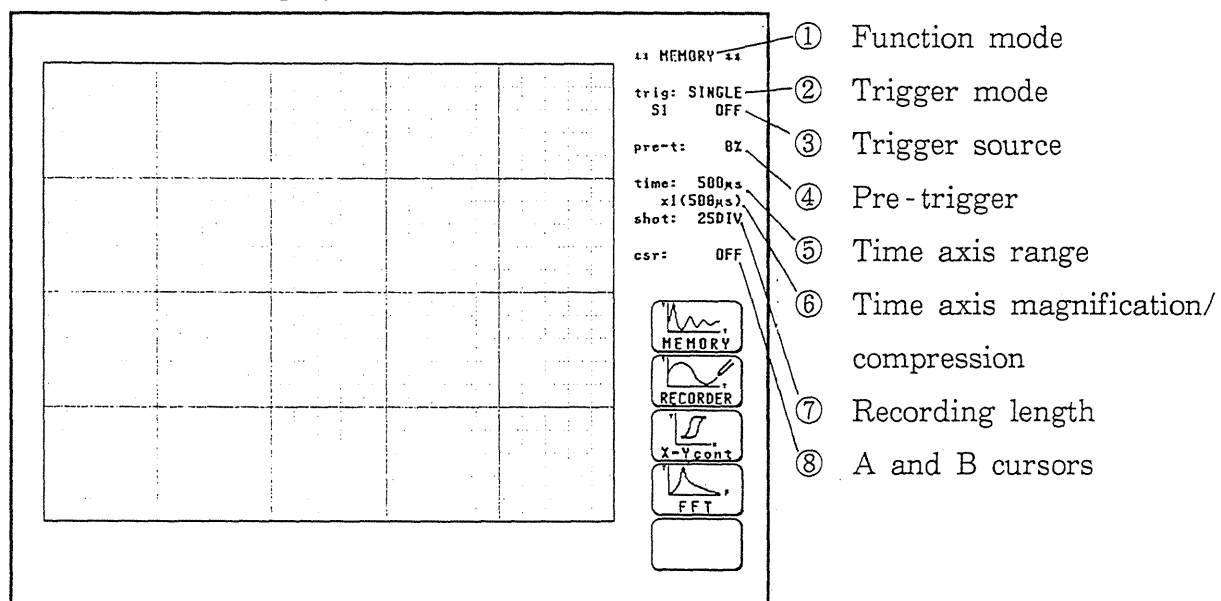 ** MEMORY **
trig: SINGLE
S1 OFF
pre-t: 0%
time: 500µs
x1(500µs)
shot: 25DIV
csr: OFF
MEMORY
RECORDER
X-Ycont
FFT
① Function mode
② Trigger mode
③ Trigger source
④ Pre-trigger
⑤ Time axis range
⑥ Time axis magnification/
compression
⑦ Recording length
⑧ A and B cursors